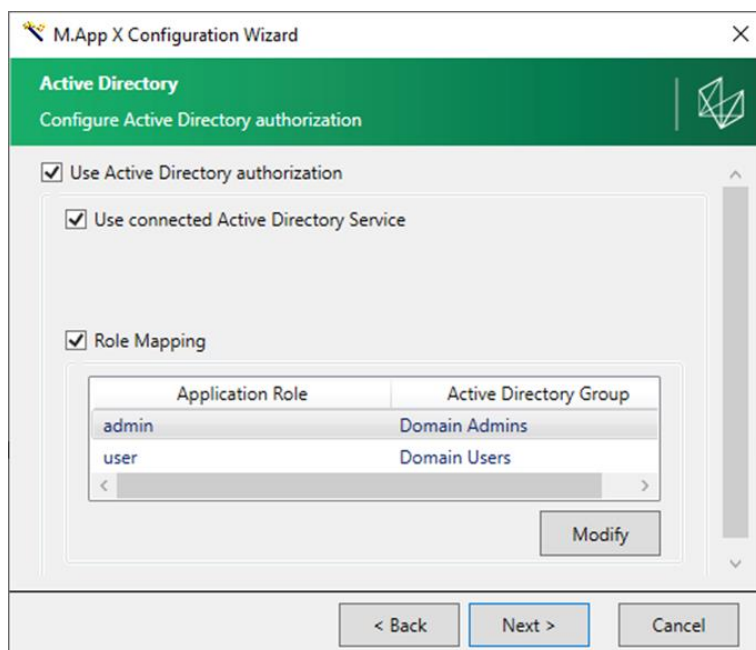 M.App X Configuration Wizard
Active Directory
Configure Active Directory authorization
Use Active Directory authorization
Use connected Active Directory Service
Role Mapping
Application Role Active Directory Group
admin Domain Admins
user Domain Users
Modify
< Back Next > Cancel